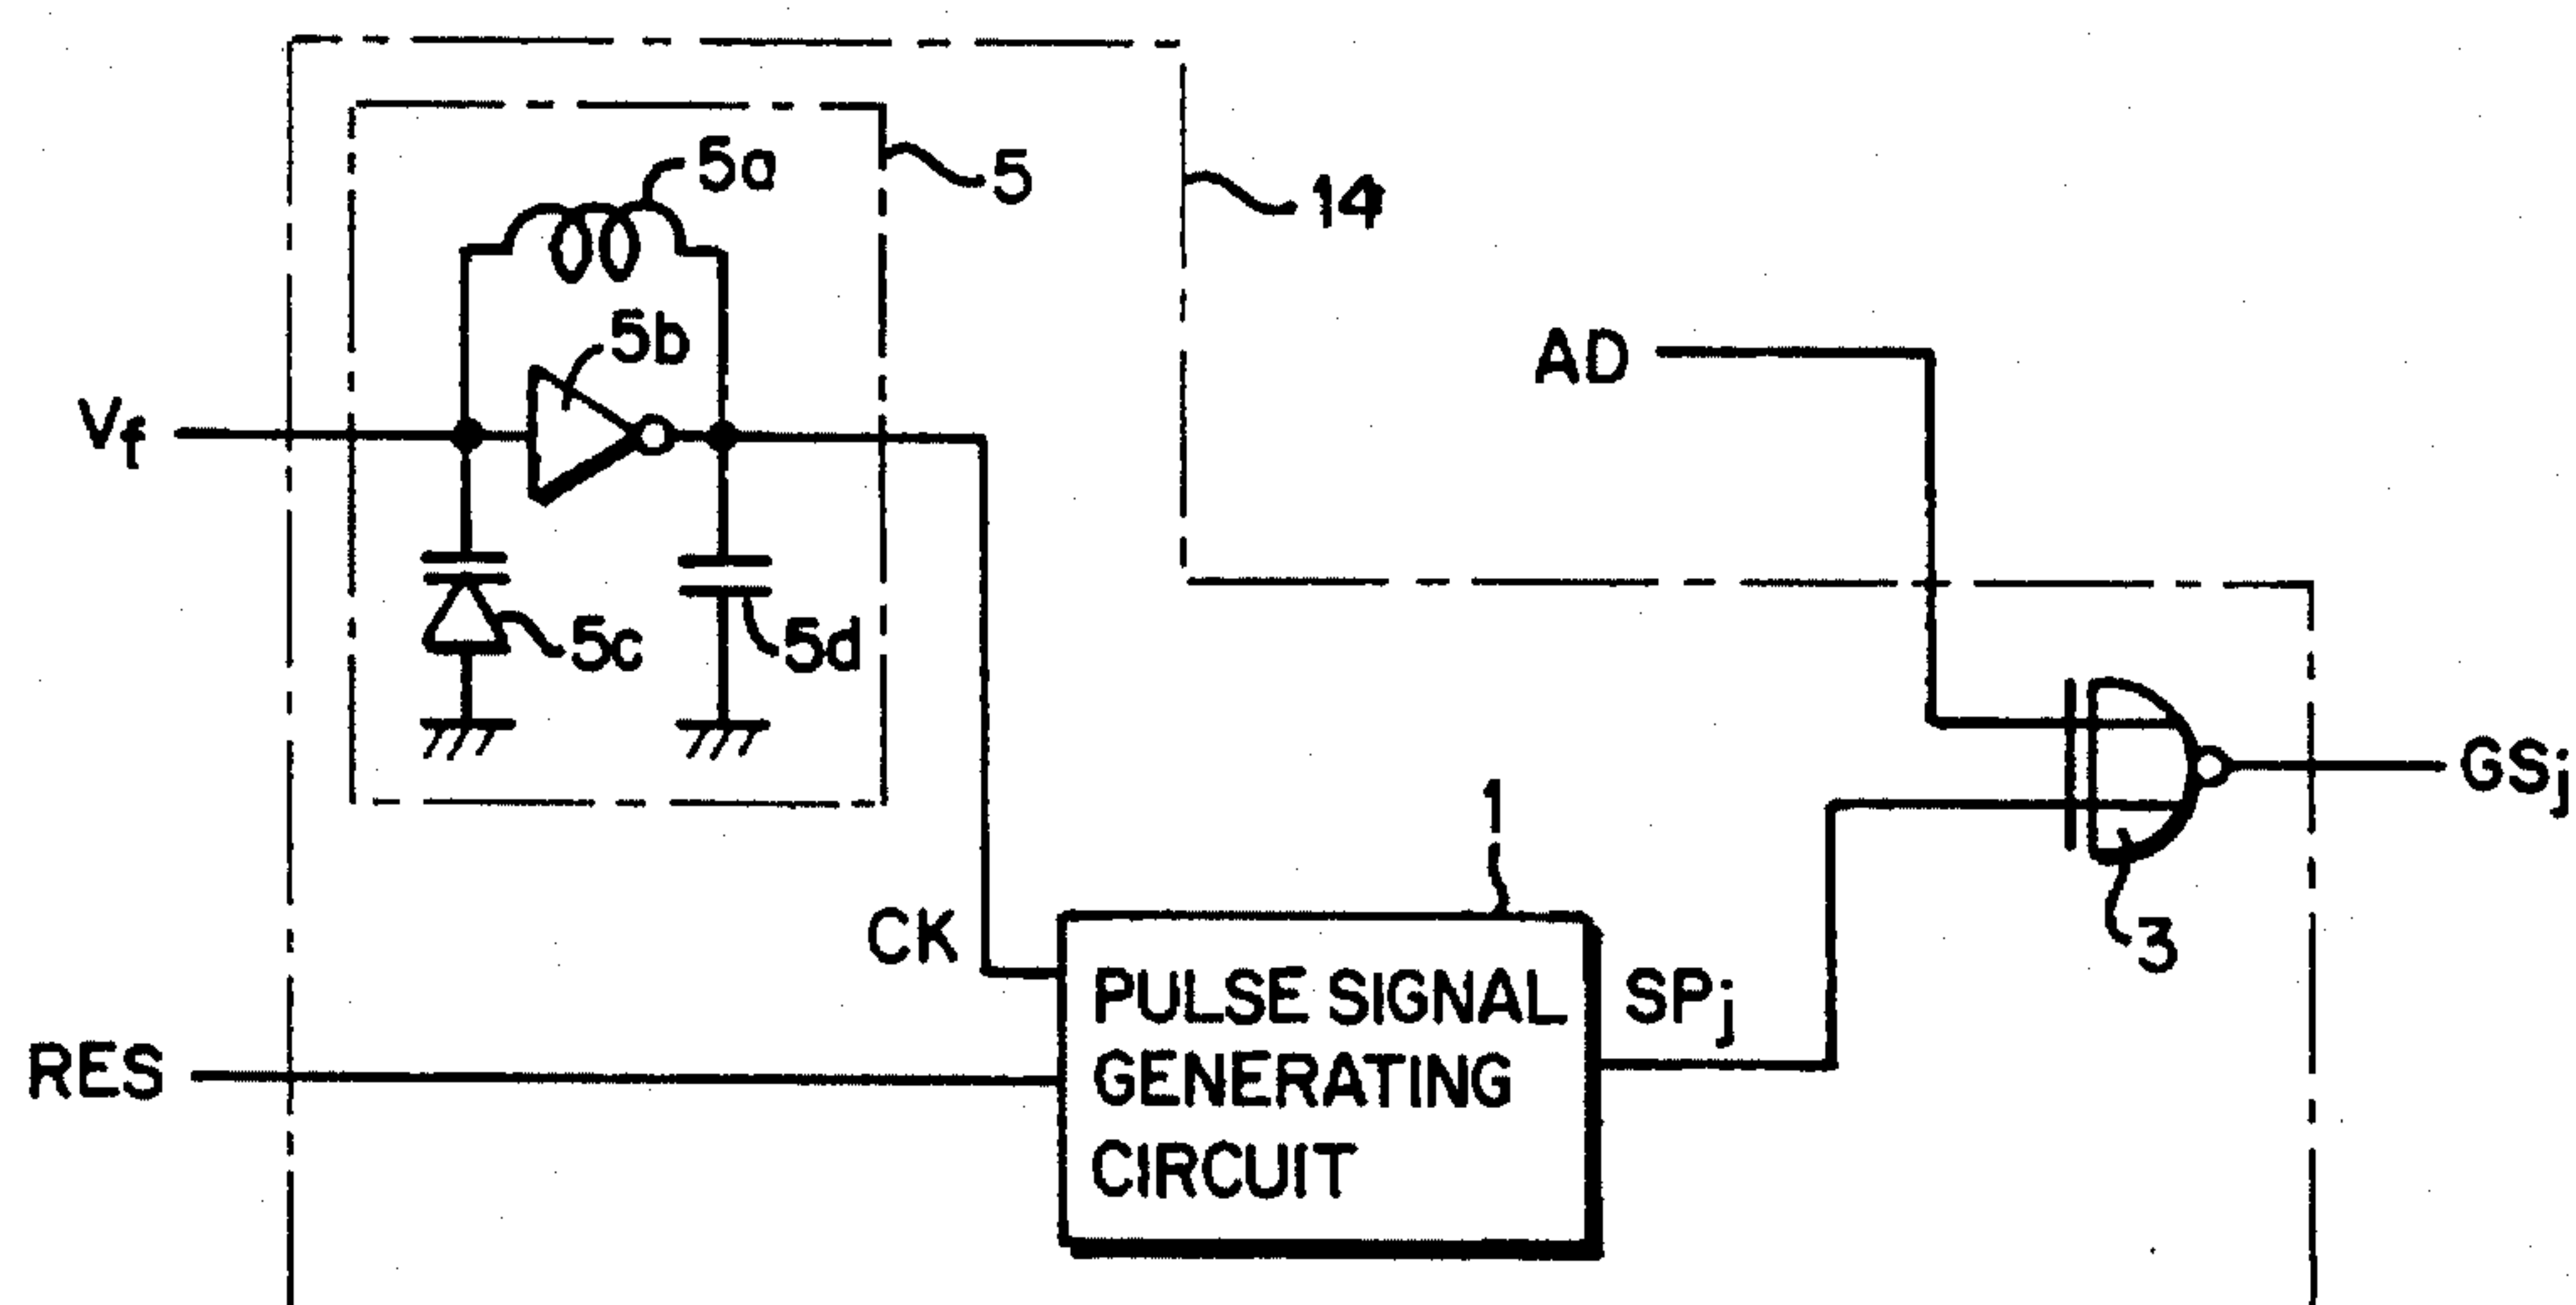 5a
5
14
5b
AD
Vf
5c
5d
GSj
1
CK
3
PULSE SIGNAL
GENERATING
CIRCUIT
SPj
RES